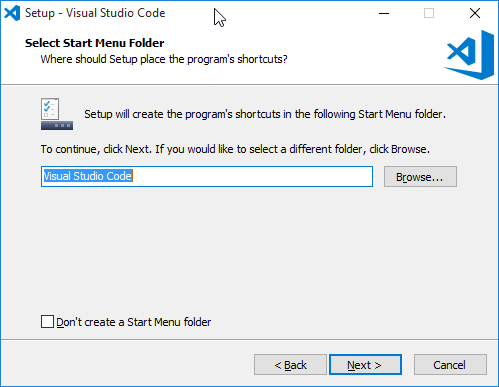 Setup - Visual Studio Code
Select Start Menu Folder
Where should Setup place the program's shortcuts?
Setup will create the program's shortcuts in the following Start Menu folder.
To continue, click Next. If you would like to select a different folder, click Browse.
Visual Studio Code
Browse...
Don't create a Start Menu folder
< Back
Next >
Cancel